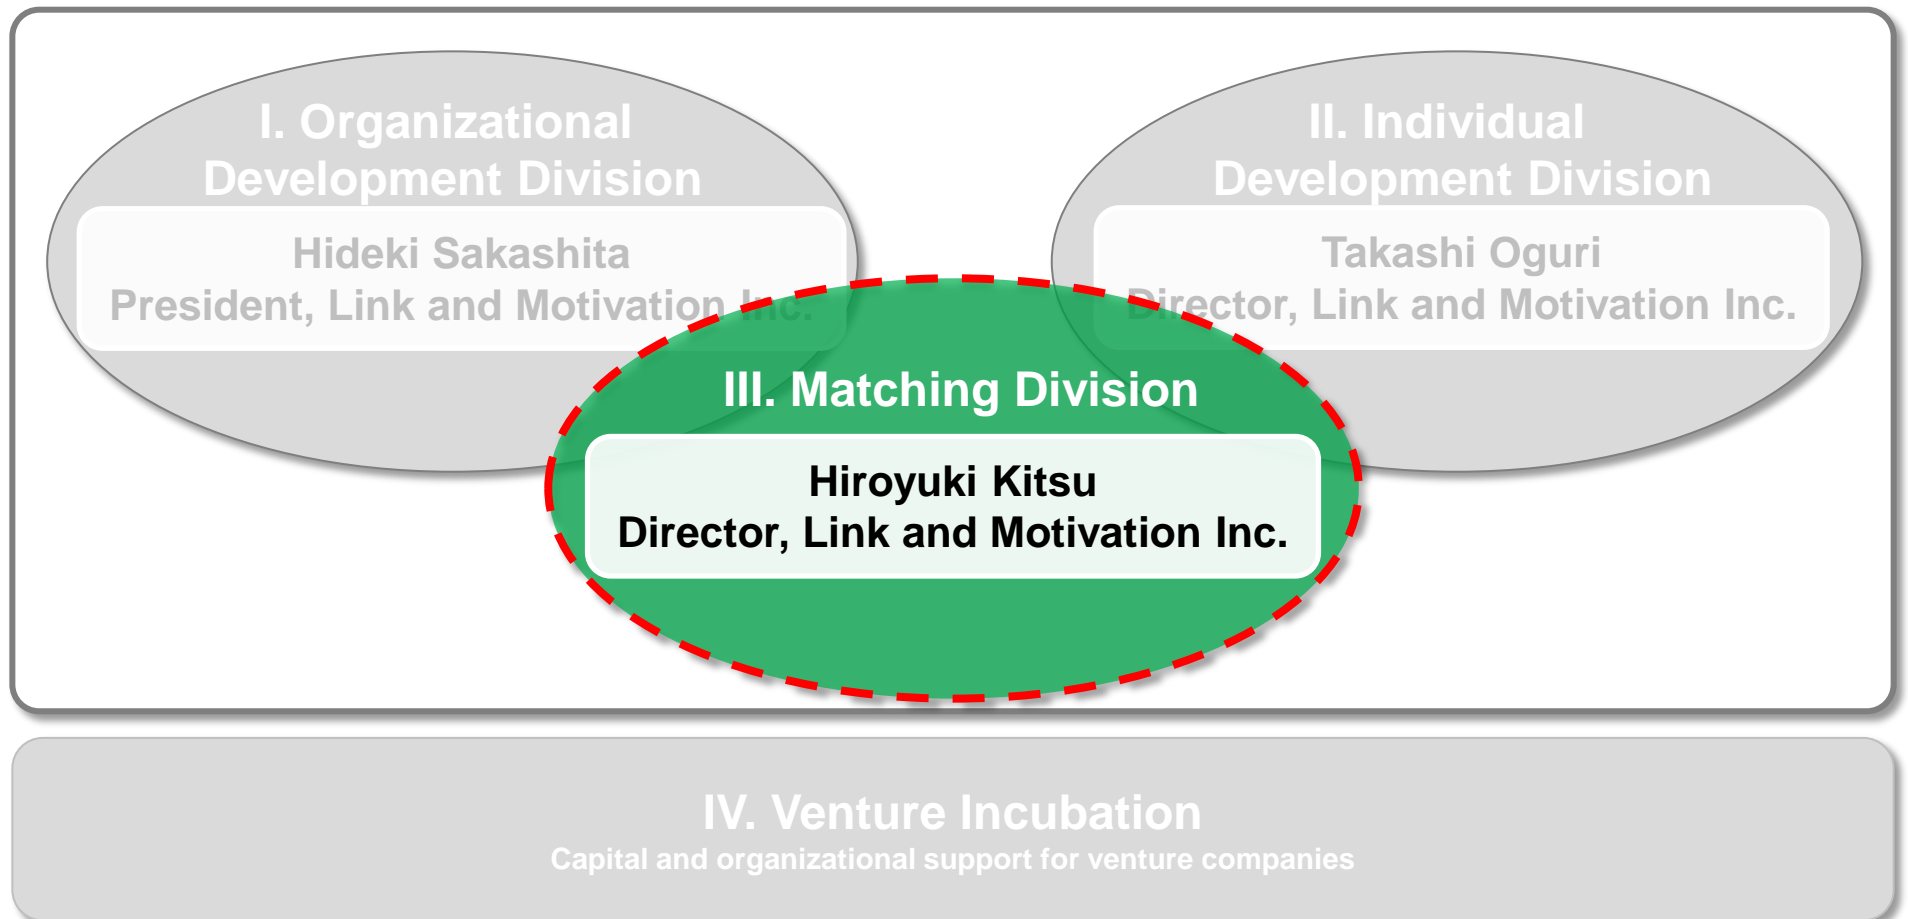 I. Organizational
Development Division
Hideki Sakashita
President, Link and Motivation Inc.
II. Individual
Development Division
Takashi Oguri
Director, Link and Motivation Inc.
III. Matching Division
Hiroyuki Kitsu
Director, Link and Motivation Inc.
IV. Venture Incubation
Capital and organizational support for venture companies